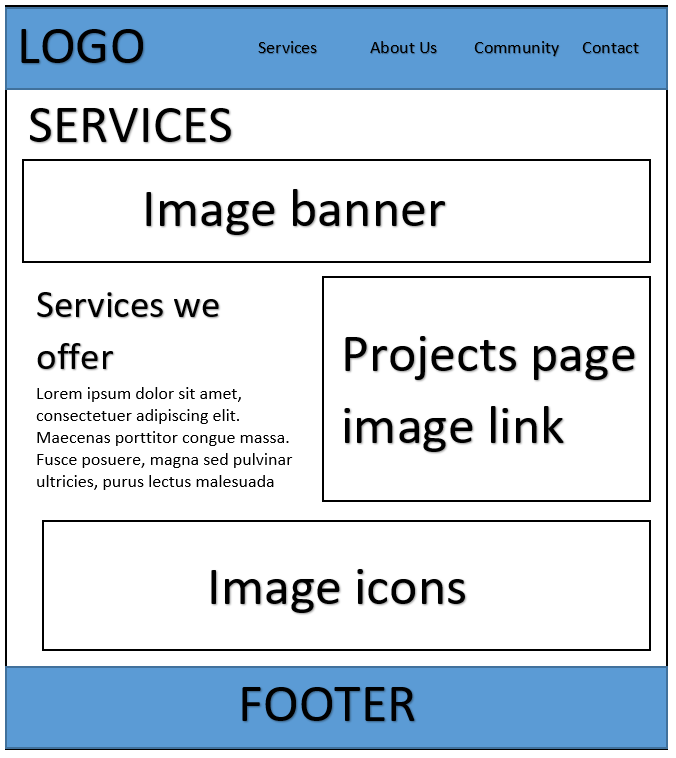 LOGO
Services About Us Community Contact
SERVICES
Image banner
Services we
offer
Lorem ipsum dolor sit amet,
consectetuer adipiscing elit.
Maecenas porttitor congue massa.
Fusce posuere, magna sed pulvinar
ultricies, purus lectus malesuada
Projects page
image link
Image icons
FOOTER